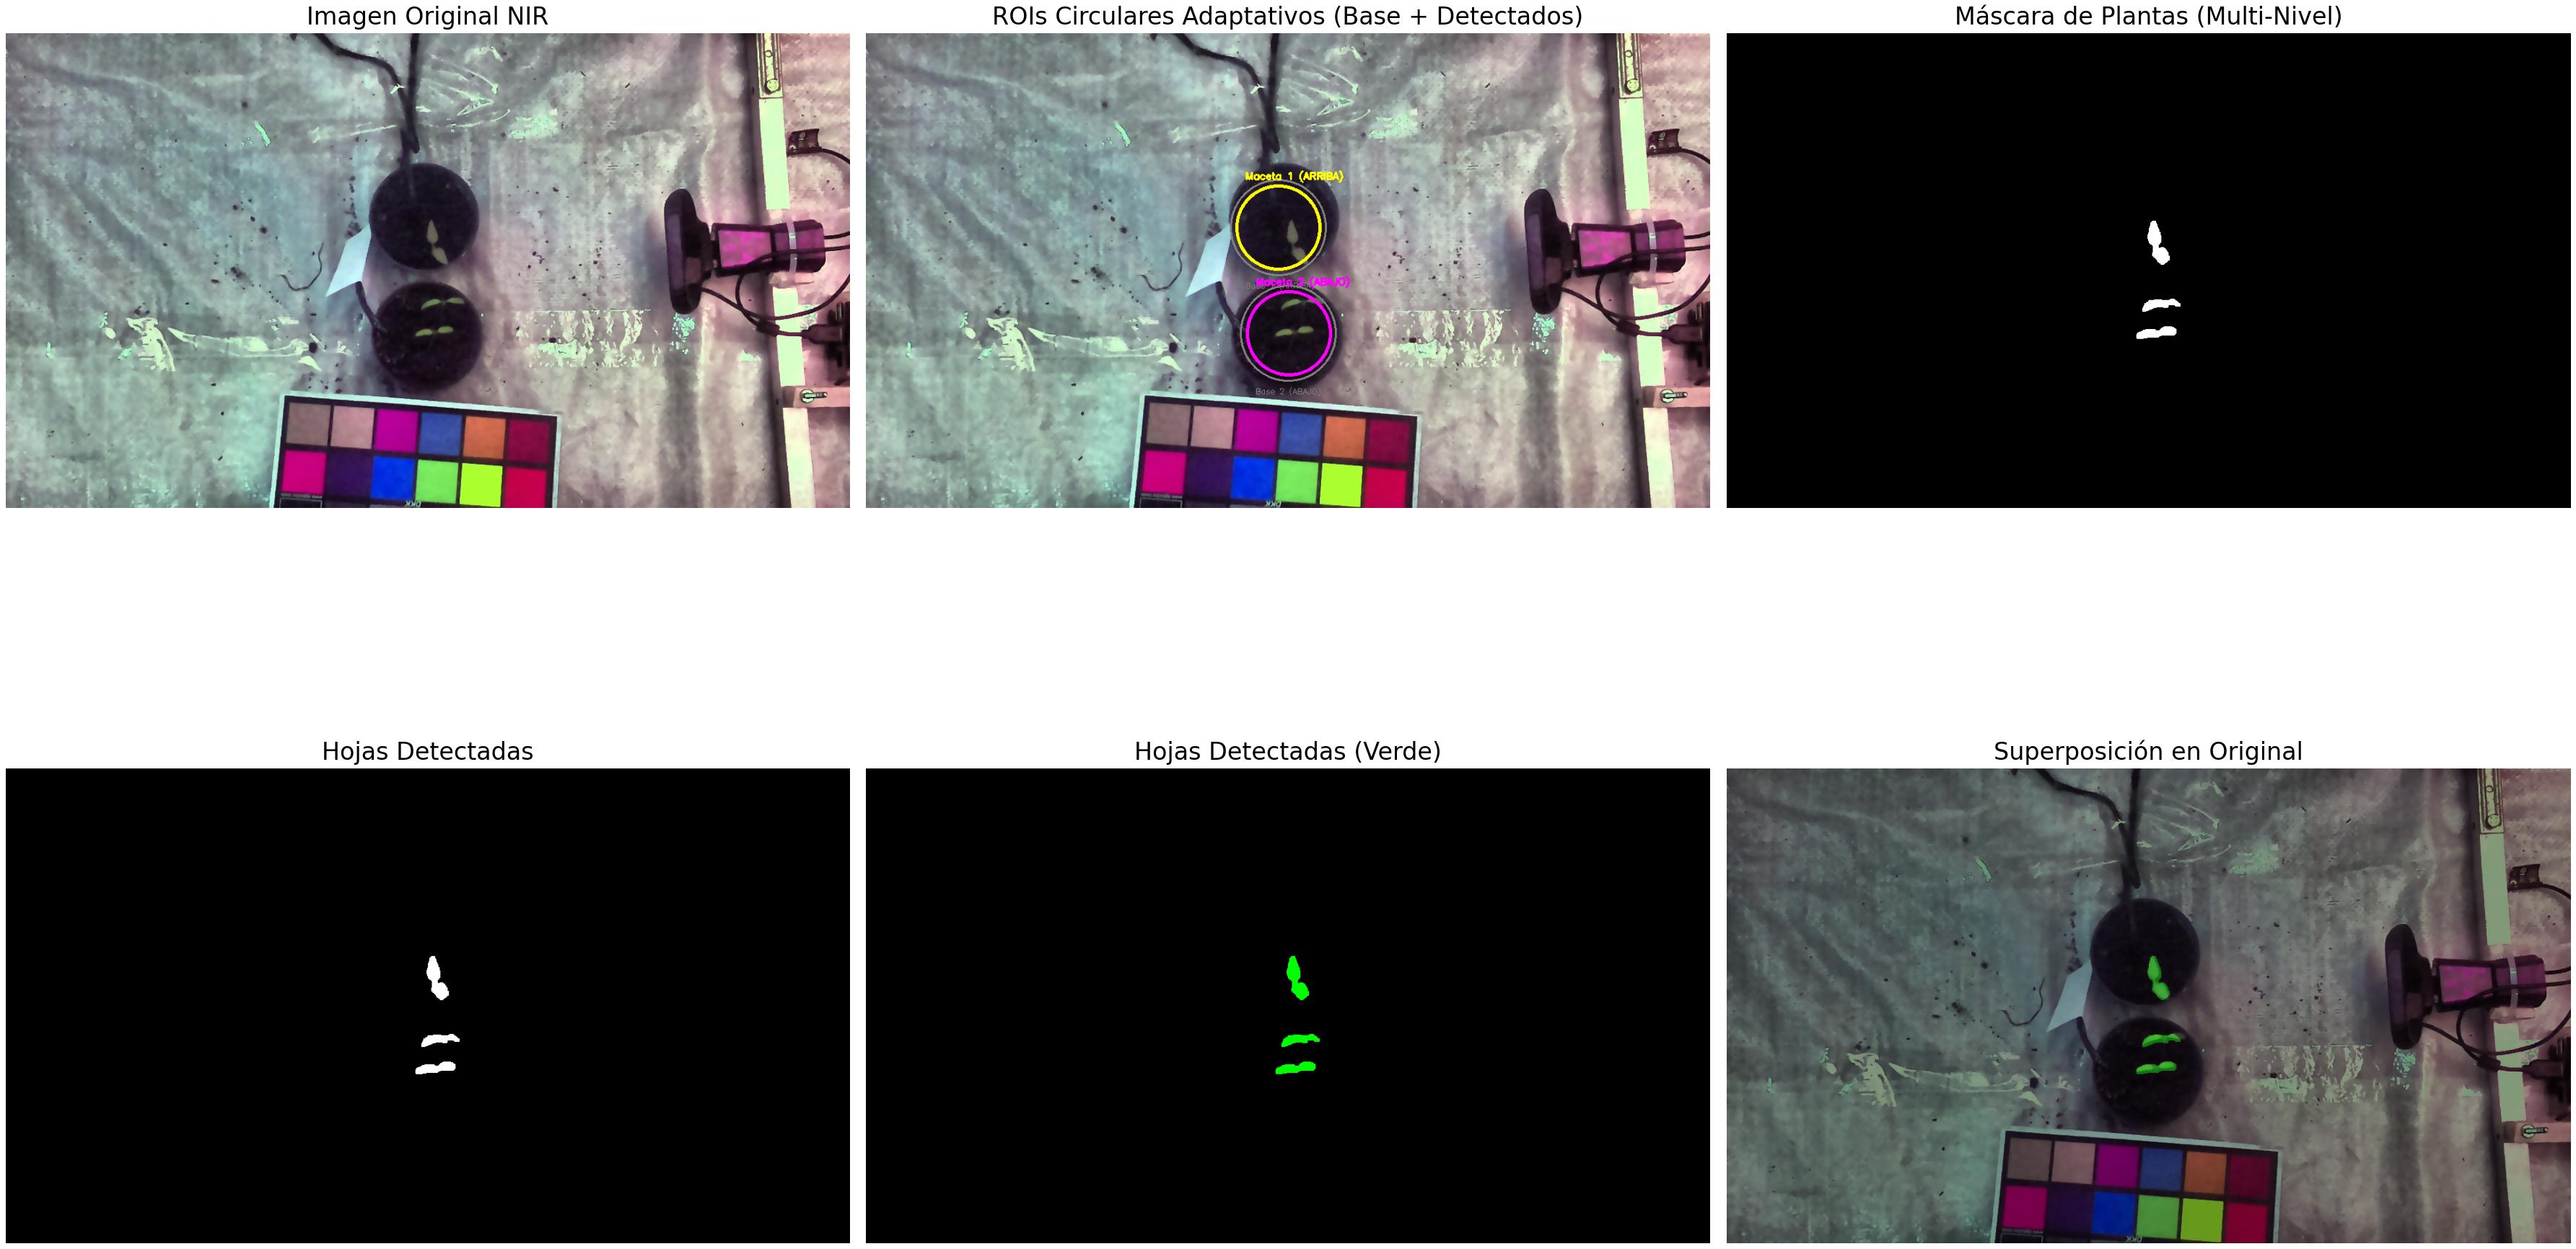 Imagen Original NIR
ROIs Circulares Adaptativos (Base + Detectados)
Máscara de Plantas (Multi-Nivel)
Maceta 1 (ARRIBA)
Maceta 2 (ABAJO)
Base 2 (ABAJO)
Hojas Detectadas
Hojas Detectadas (Verde)
Superposición en Original